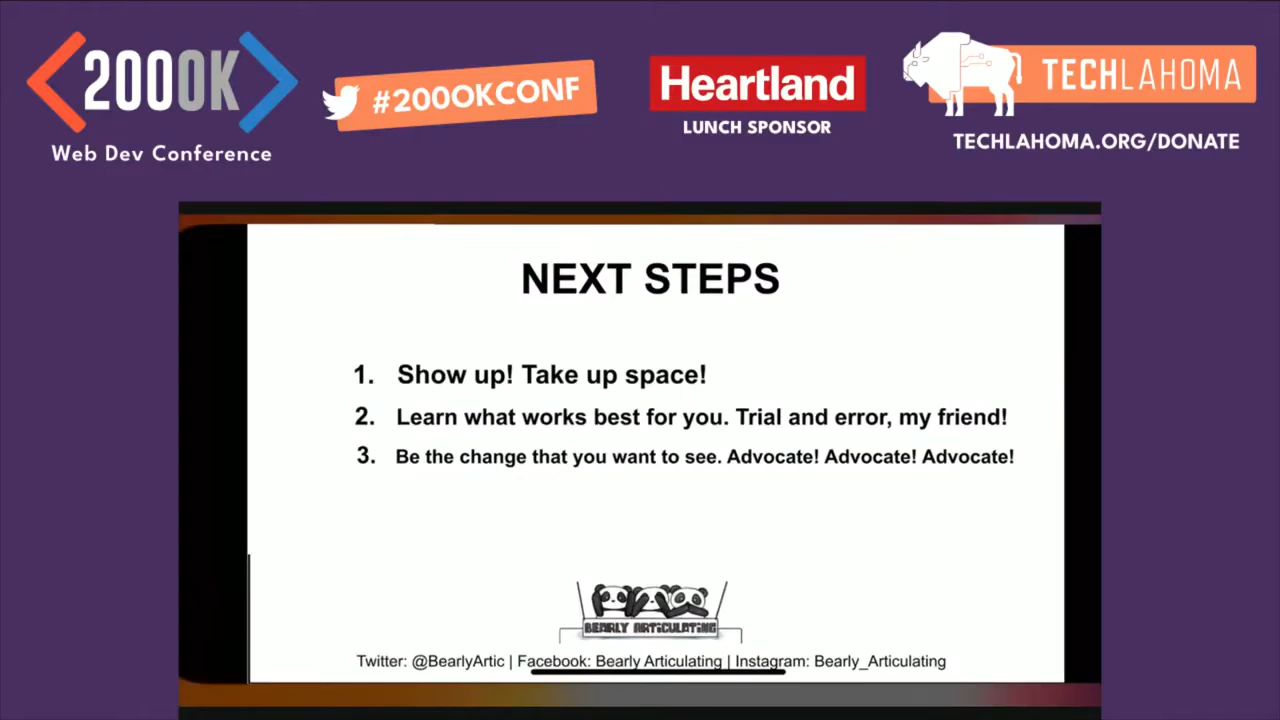 200OK
Web Dev Conference
#200OKCONF
Heartland
LUNCH SPONSOR
TECHLAHOMA
TECHLAHOMA.ORG/DONATE
NEXT STEPS
1. Show up! Take up space!
2. Learn what works best for you. Trial and error, my friend!
3. Be the change that you want to see. Advocate! Advocate! Advocate!
BEARLY ARTICULATING
Twitter: @BearlyArtic | Facebook: Bearly Articulating | Instagram: Bearly_Articulating